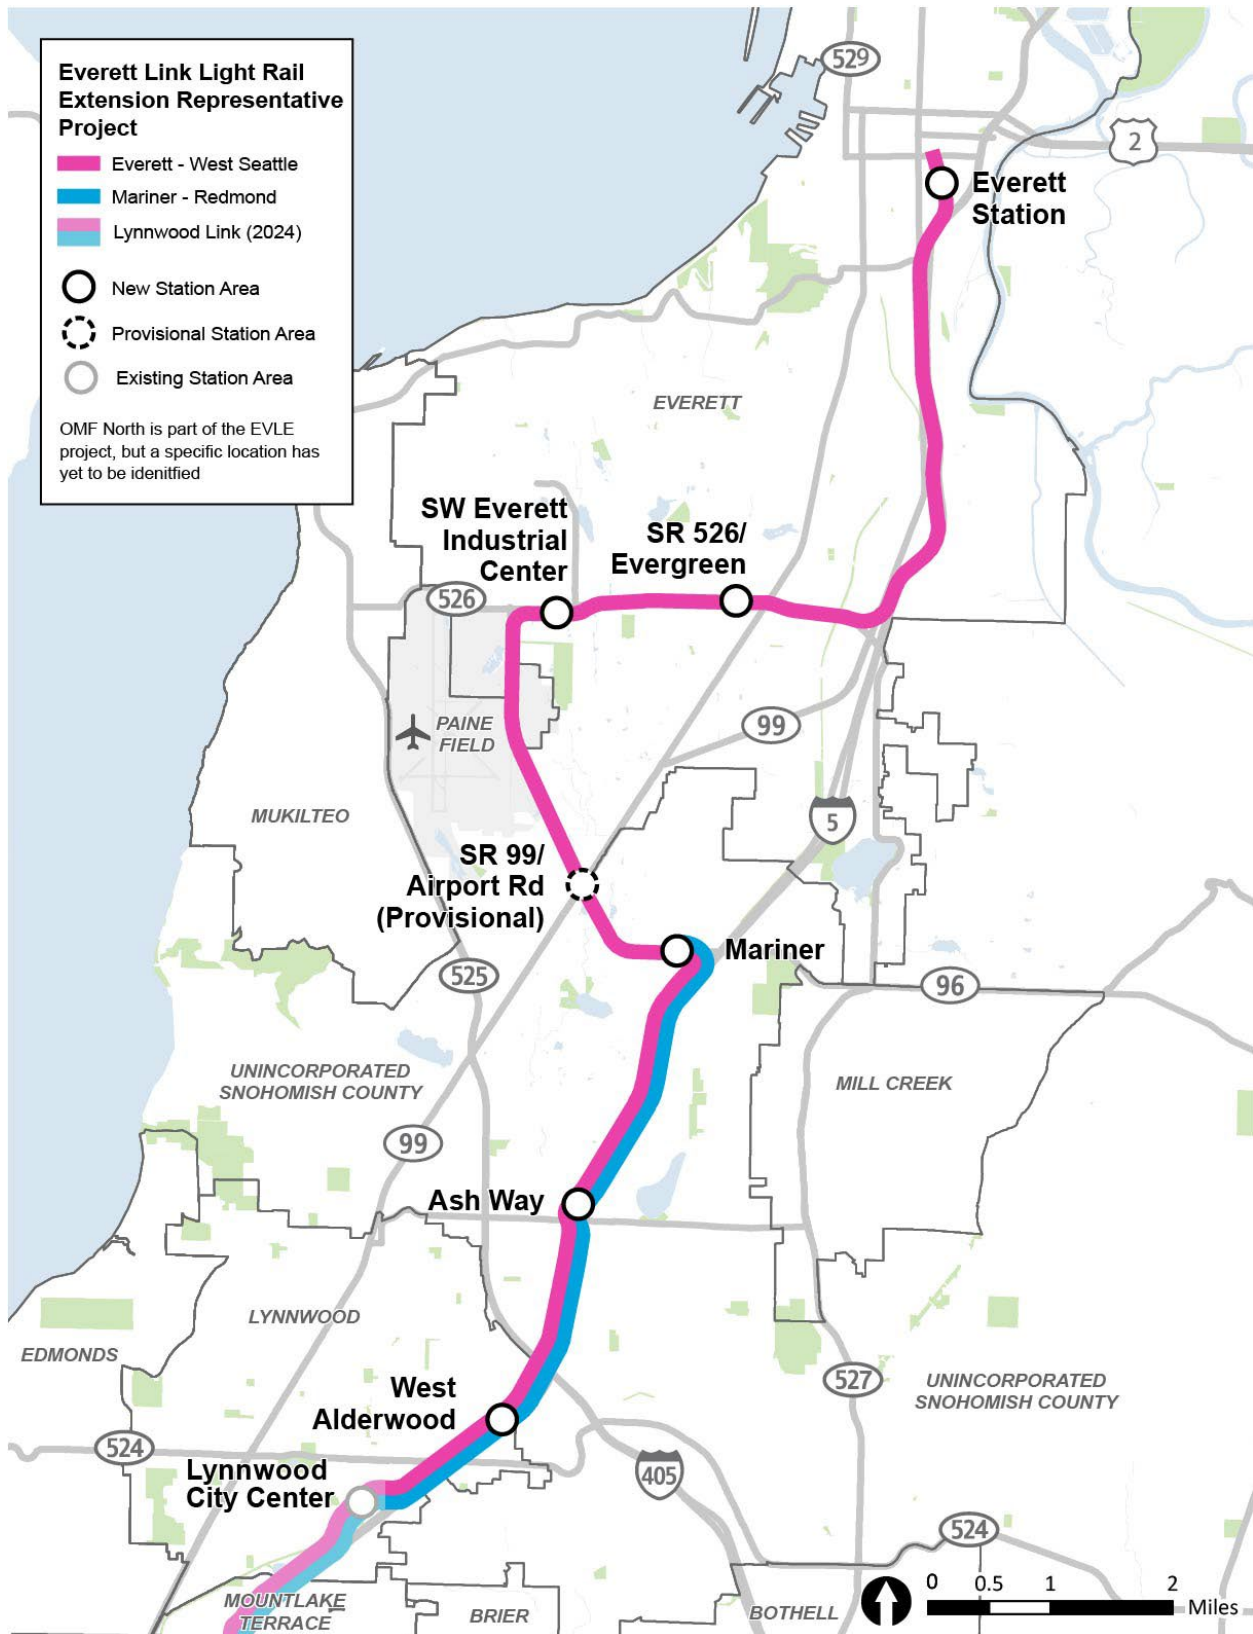 Everett Link Light Rail
Extension Representative
Project
Everett - West Seattle
Mariner - Redmond
Lynnwood Link (2024)
New Station Area
Provisional Station Area
Existing Station Area
OMF North is part of the EVLE
project, but a specific location has
yet to be idenitfied
529
2
Everett
Station
EVERETT
SW Everett
Industrial
Center
SR 526/
Evergreen
526
PAINE
FIELD
99
MUKILTEO
5
SR 99/
Airport Rd
(Provisional)
Mariner
525
96
UNINCORPORATED
SNOHOMISH COUNTY
MILL CREEK
99
Ash Way
LYNNWOOD
EDMONDS
West
Alderwood
527
UNINCORPORATED
SNOHOMISH COUNTY
524
Lynnwood
City Center
405
524
MOUNTLAKE
TERRACE
BRIER
BOTHELL
0 0.5 1 2
Miles